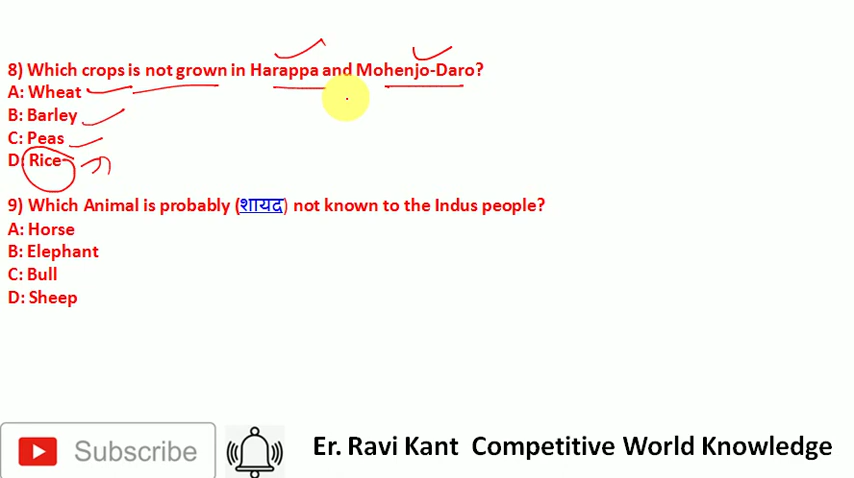 8) Which crops is not grown in Harappa and Mohenjo-Daro?
A: Wheat
B: Barley
C: Peas
D: Rice
9) Which Animal is probably (शायद) not known to the Indus people?
A: Horse
B: Elephant
C: Bull
D: Sheep
Subscribe
Er. Ravi Kant Competitive World Knowledge